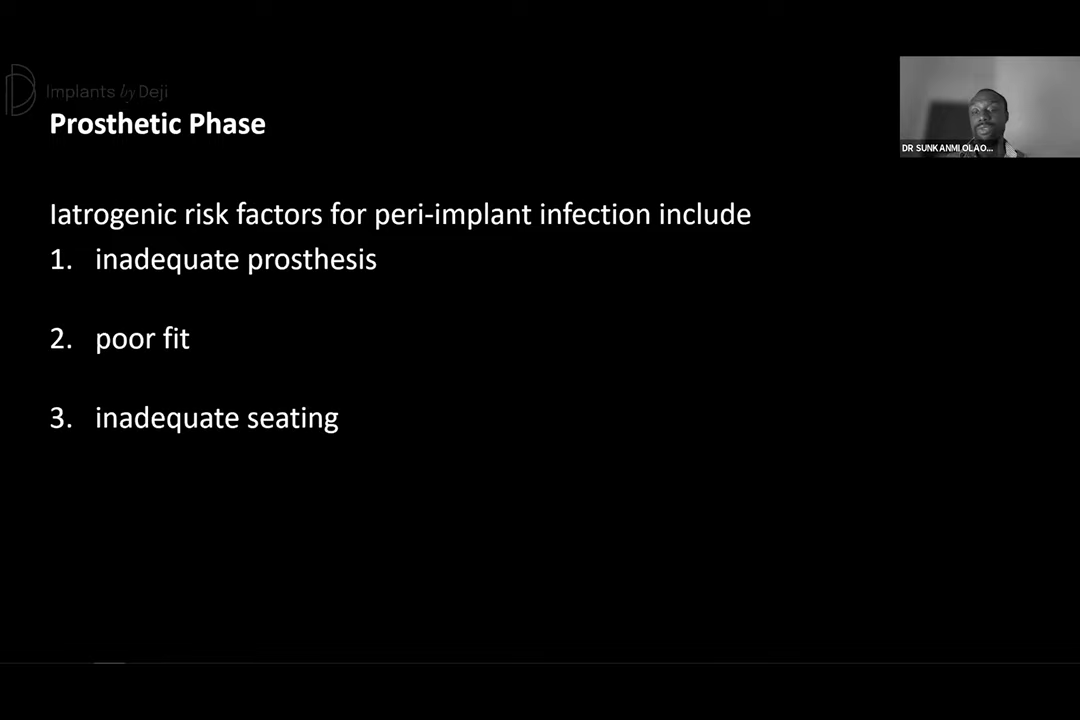 Implants by Deji
Prosthetic Phase
DR SUNKANMI OLAO...
Iatrogenic risk factors for peri-implant infection include
1. inadequate prosthesis
2. poor fit
3. inadequate seating